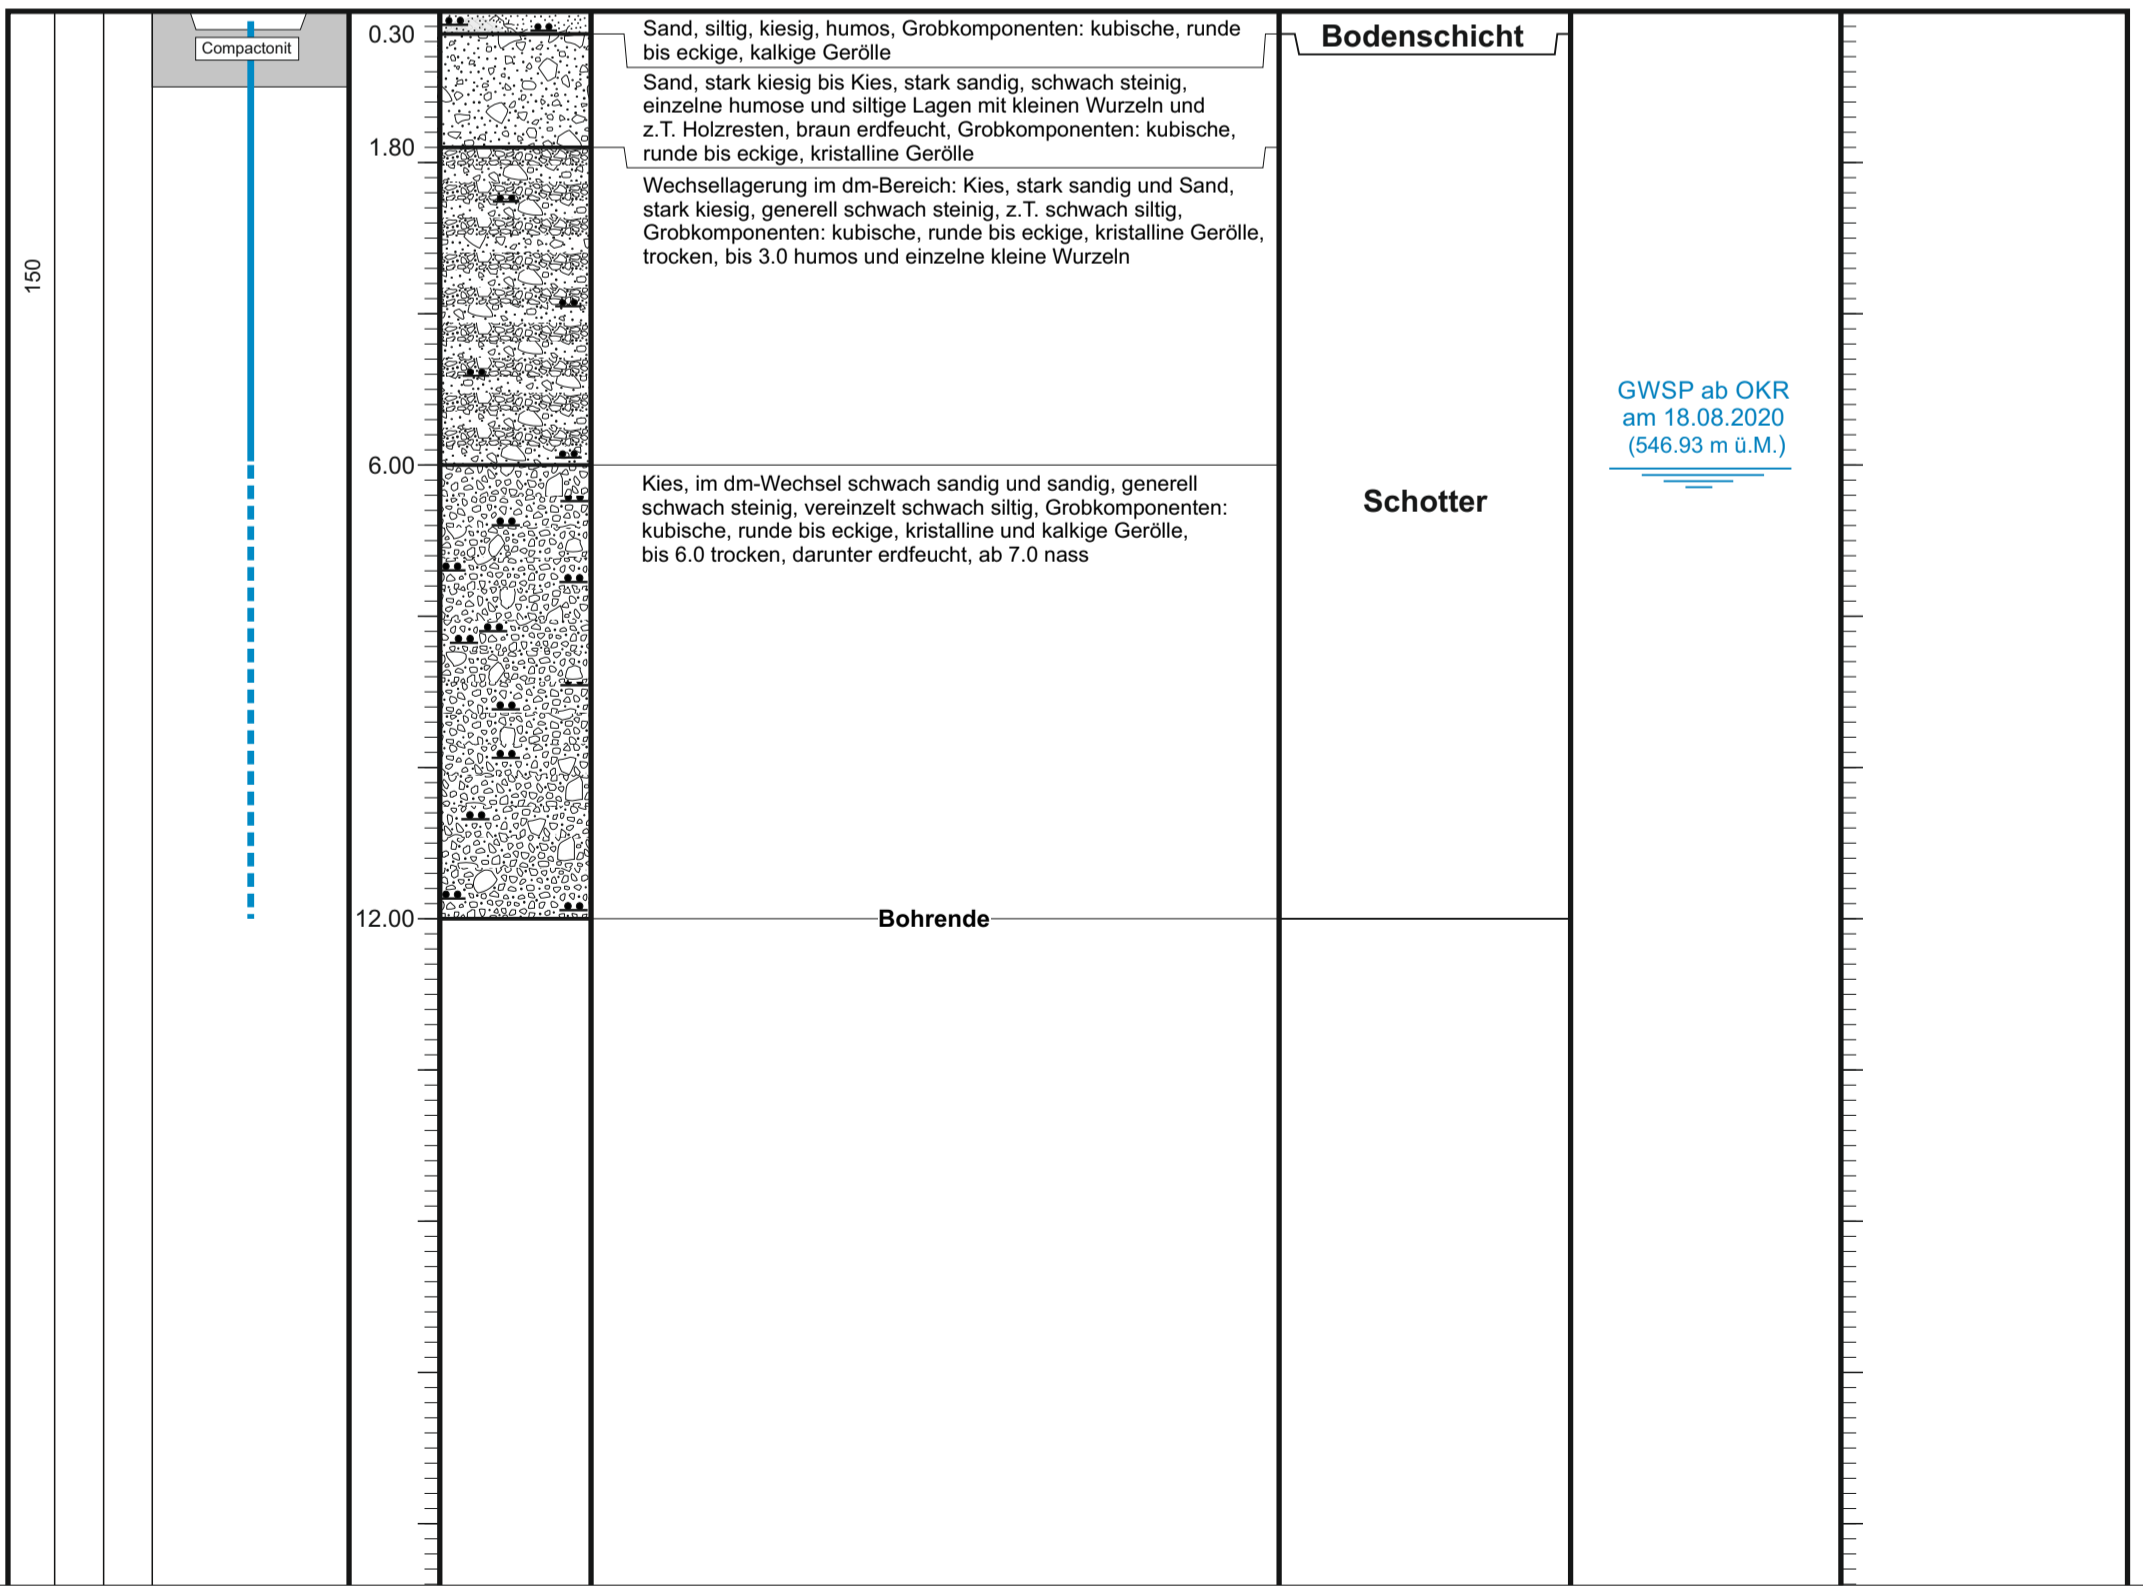 Compactonit
150
0.30
1.80
6.00
12.00
Sand, siltig, kiesig, humos, Grobkomponenten: kubische, runde
bis eckige, kalkige Gerölle
Sand, stark kiesig bis Kies, stark sandig, schwach steinig,
einzelne humose und siltige Lagen mit kleinen Wurzeln und
z.T. Holzresten, braun erdfeucht, Grobkomponenten: kubische,
runde bis eckige, kristalline Gerölle
Wechsellagerung im dm-Bereich: Kies, stark sandig und Sand,
stark kiesig, generell schwach steinig, z.T. schwach siltig,
Grobkomponenten: kubische, runde bis eckige, kristalline Gerölle,
trocken, bis 3.0 humos und einzelne kleine Wurzeln
Kies, im dm-Wechsel schwach sandig und sandig, generell
schwach steinig, vereinzelt schwach siltig, Grobkomponenten:
kubische, runde bis eckige, kristalline und kalkige Gerölle,
bis 6.0 trocken, darunter erdfeucht, ab 7.0 nass
Bohrende
Bodenschicht
Schotter
GWSP ab OKR
am 18.08.2020
(546.93 m ü.M.)